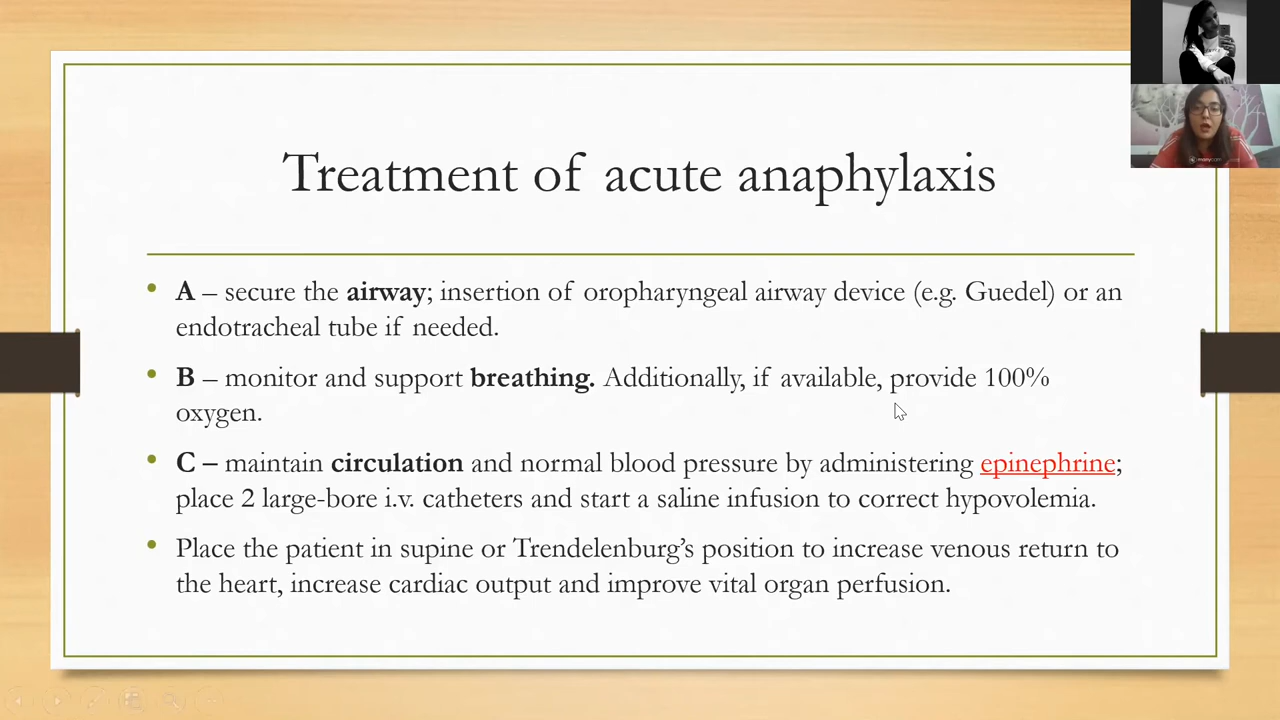 Treatment of acute anaphylaxis
• A – secure the airway; insertion of oropharyngeal airway device (e.g. Guedel) or an
endotracheal tube if needed.
• B – monitor and support breathing. Additionally, if available, provide 100%
oxygen.
• C – maintain circulation and normal blood pressure by administering epinephrine;
place 2 large-bore i.v. catheters and start a saline infusion to correct hypovolemia.
• Place the patient in supine or Trendelenburg’s position to increase venous return to
the heart, increase cardiac output and improve vital organ perfusion.